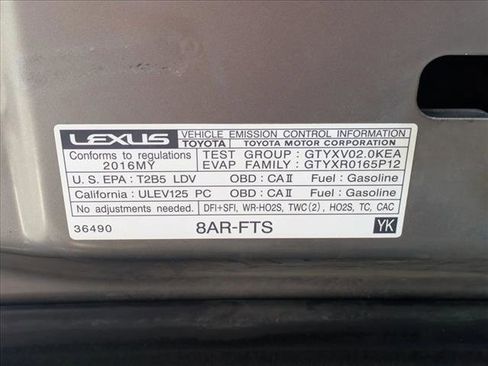 LEXUS VEHICLE EMISSION CONTROL INFORMATION
TOYOTA TOYOTA MOTOR CORPORATION
Conforms to regulations
2016MY
TEST GROUP : GTYXV02.0KEA
EVAP FAMILY : GTYXR0165P12
U.S. EPA : T2B5 LDV OBD : CA II Fuel : Gasoline
California : ULEV125 PC OBD : CA II Fuel : Gasoline
No adjustments needed. DFI+SFI, WR-HO2S, TWC(2), HO2S, TC, CAC
36490 8AR-FTS YK